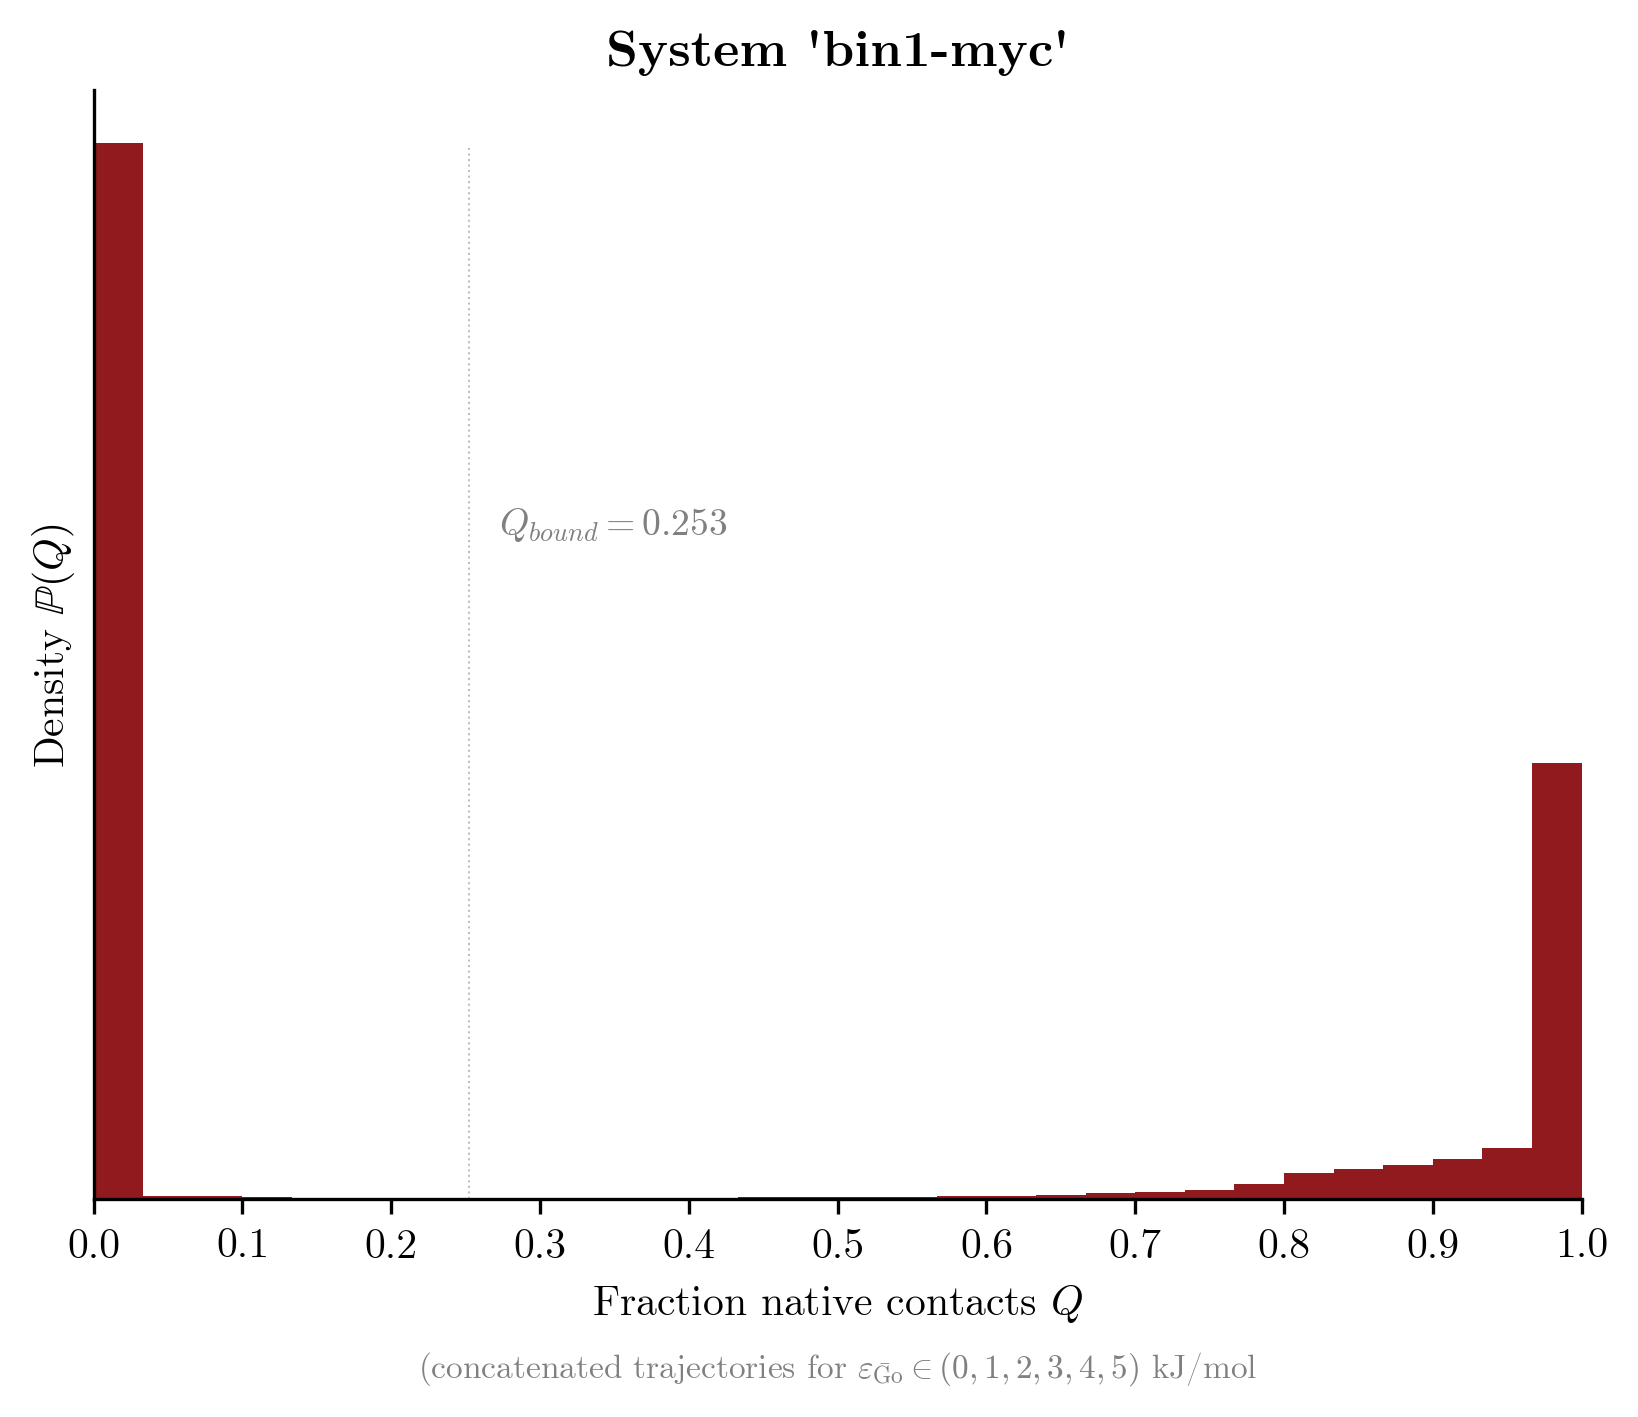 System 'bin1-myc'
Density ℙ(Q)
Q_bound = 0.253
0.0 0.1 0.2 0.3 0.4 0.5 0.6 0.7 0.8 0.9 1.0
Fraction native contacts Q
(concatenated trajectories for ε_Ḡo ∈ (0, 1, 2, 3, 4, 5) kJ/mol